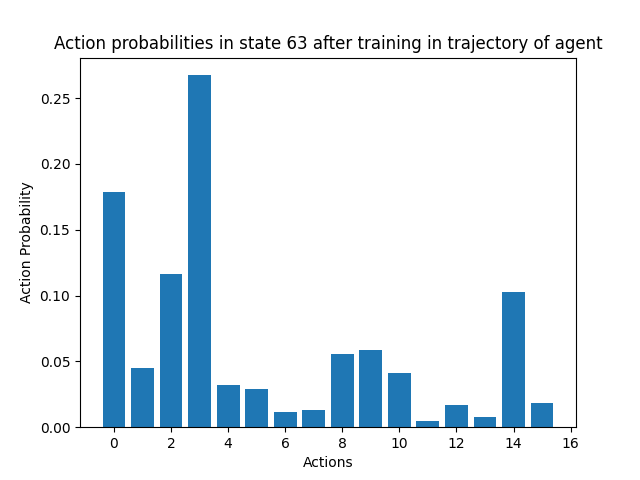 Action probabilities in state 63 after training in trajectory of agent
0.25
0.20
0.15
0.10
0.05
0.00
Action Probability
0 2 4 6 8 10 12 14 16
Actions